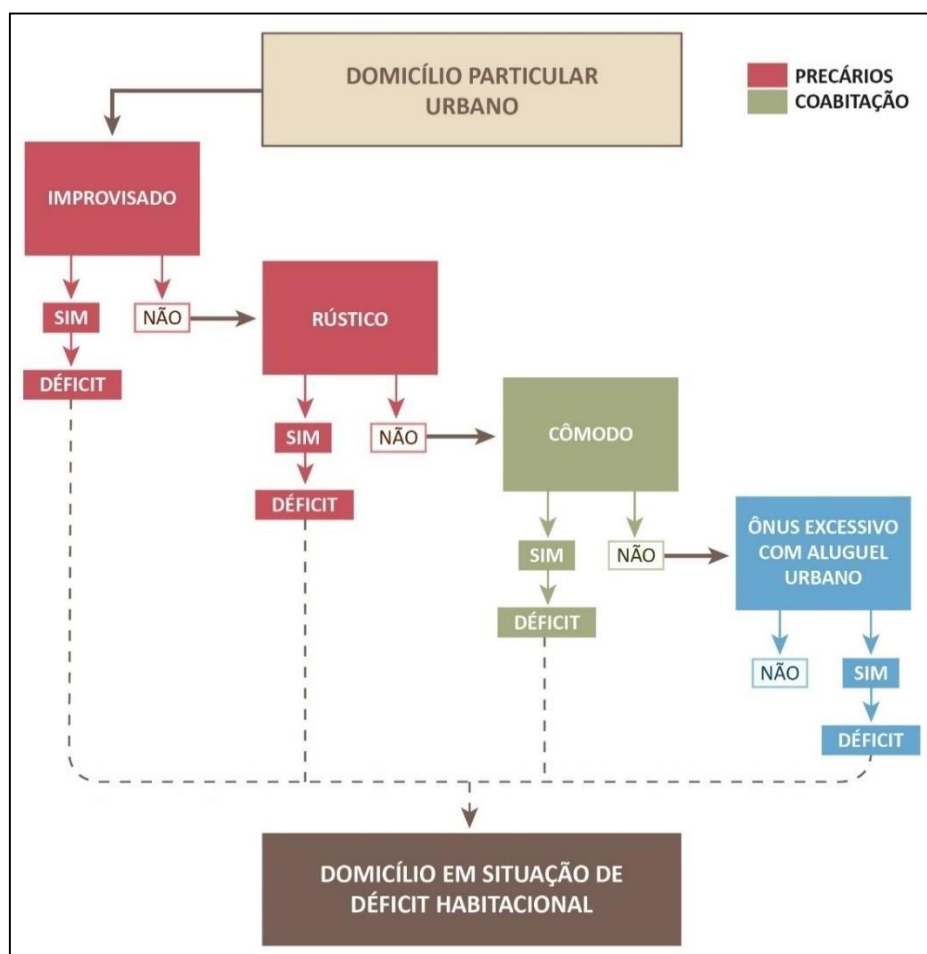 DOMICÍLIO PARTICULAR
URBANO
PRECÁRIOS
COABITAÇÃO
IMPROVISADO
SIM
NÃO
DÉFICIT
RÚSTICO
SIM
NÃO
DÉFICIT
CÔMODO
SIM
NÃO
DÉFICIT
ÔNUS EXCESSIVO
COM ALUGUEL
URBANO
NÃO
SIM
DÉFICIT
DOMICÍLIO EM SITUAÇÃO DE
DÉFICIT HABITACIONAL